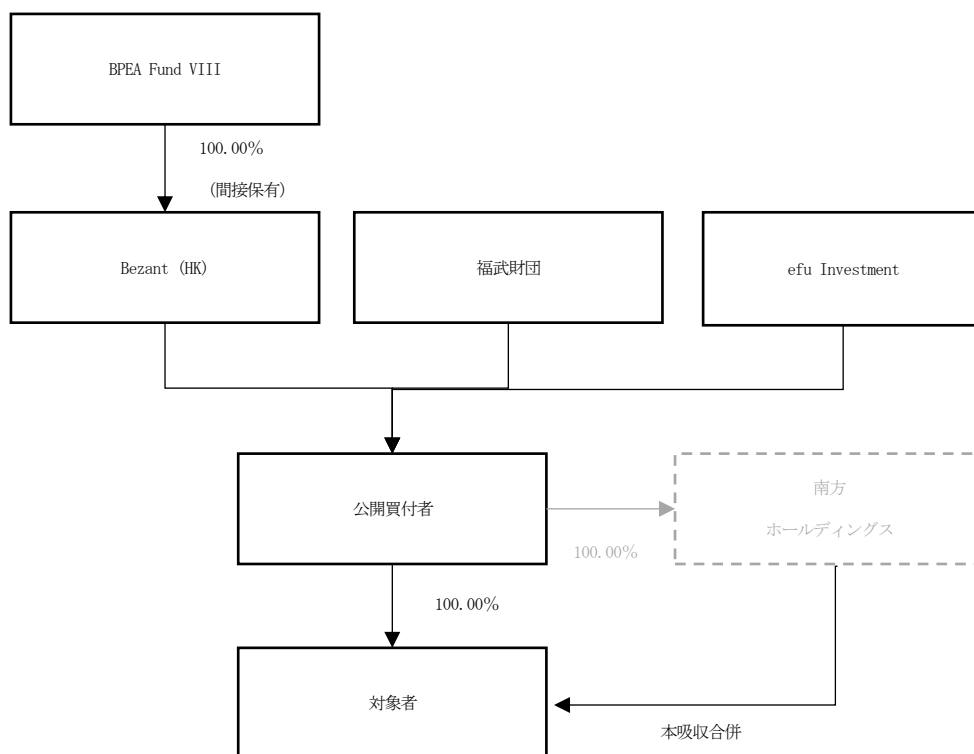 BPEA Fund VIII
100.00%
(間接保有)
Bezant (HK)
福武財団
efu Investment
公開買付者
南方
ホールディングス
100.00%
100.00%
対象者
本吸収合併